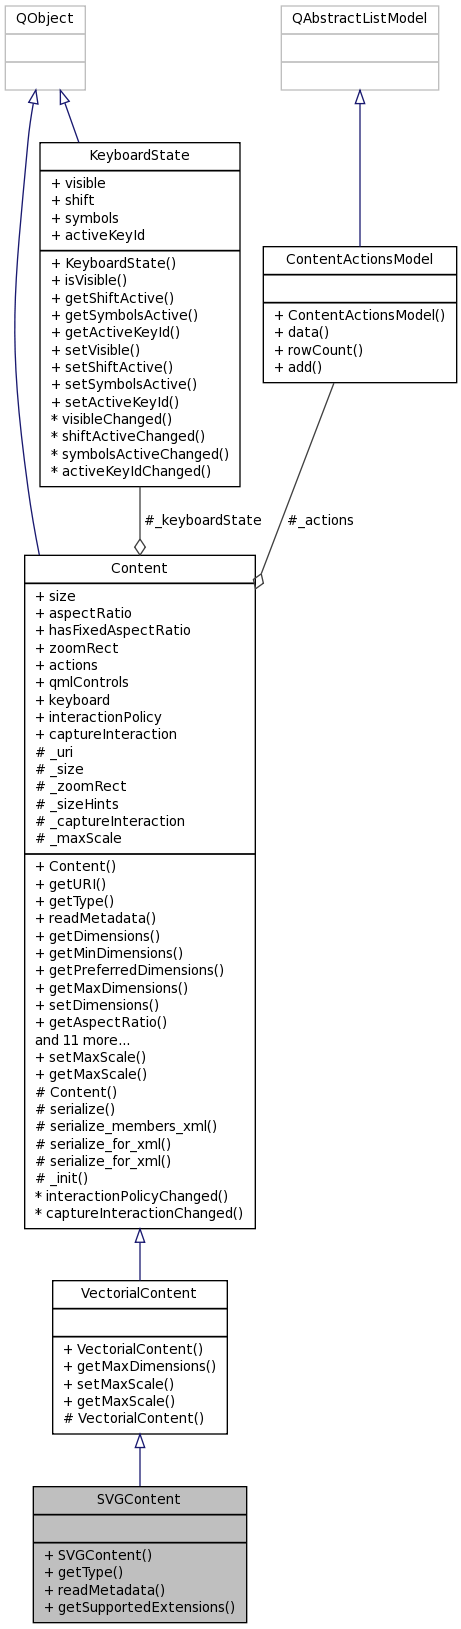 QObject
QAbstractListModel
KeyboardState
+ visible
+ shift
+ symbols
+ activeKeyId
+ KeyboardState()
+ isVisible()
+ getShiftActive()
+ getSymbolsActive()
+ getActiveKeyId()
+ setVisible()
+ setShiftActive()
+ setSymbolsActive()
+ setActiveKeyId()
* visibleChanged()
* shiftActiveChanged()
* symbolsActiveChanged()
* activeKeyIdChanged()
ContentActionsModel
+ ContentActionsModel()
+ data()
+ rowCount()
+ add()
#_keyboardState
#_actions
Content
+ size
+ aspectRatio
+ hasFixedAspectRatio
+ zoomRect
+ actions
+ qmlControls
+ keyboard
+ interactionPolicy
+ captureInteraction
# _uri
# _size
# _zoomRect
# _sizeHints
# _captureInteraction
# _maxScale
+ Content()
+ getURI()
+ getType()
+ readMetadata()
+ getDimensions()
+ getMinDimensions()
+ getPreferredDimensions()
+ getMaxDimensions()
+ setDimensions()
+ getAspectRatio()
and 11 more...
+ setMaxScale()
+ getMaxScale()
# Content()
# serialize()
# serialize_members_xml()
# serialize_for_xml()
# serialize_for_xml()
# _init()
* interactionPolicyChanged()
* captureInteractionChanged()
VectorialContent
+ VectorialContent()
+ getMaxDimensions()
+ setMaxScale()
+ getMaxScale()
# VectorialContent()
SVGContent
+ SVGContent()
+ getType()
+ readMetadata()
+ getSupportedExtensions()